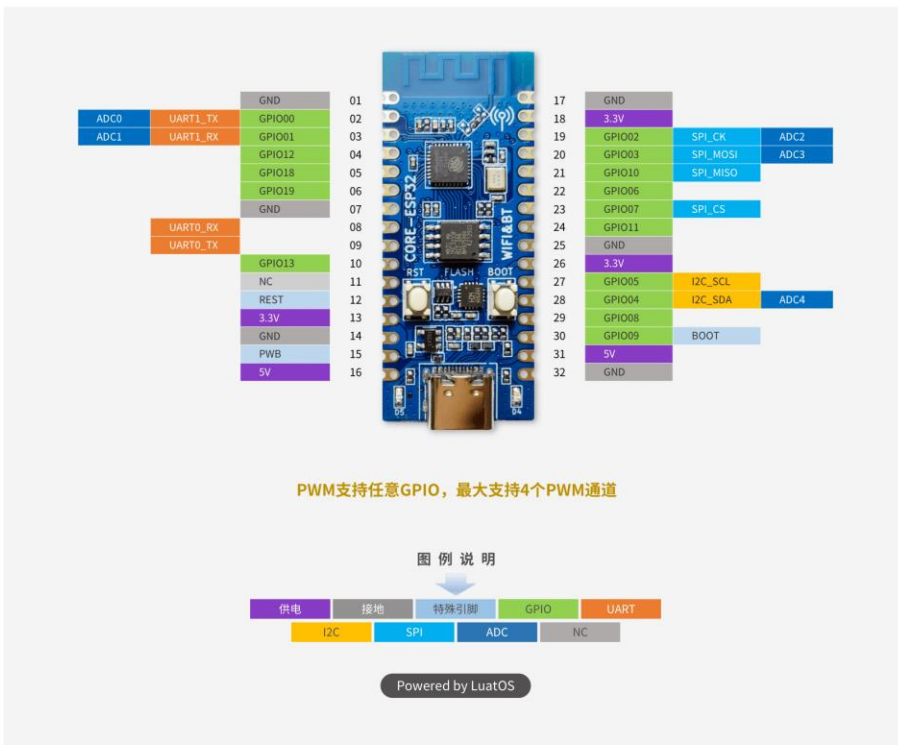 GND 01 17 GND
ADC0 UART1_TX GPIO00 02 18 3.3V
ADC1 UART1_RX GPIO01 03 19 GPIO02 SPI_CK ADC2
GPIO12 04 20 GPIO03 SPI_MOSI ADC3
GPIO18 05 21 GPIO10 SPI_MISO
GPIO19 06 22 GPIO06
GND 07 23 GPIO07 SPI_CS
UART0_RX 08 24 GPIO11
UART0_TX 09 25 GND
GPIO13 10 26 3.3V
NC 11 27 GPIO05 I2C_SCL
REST 12 28 GPIO04 I2C_SDA ADC4
3.3V 13 29 GPIO08
GND 14 30 GPIO09 BOOT
PWB 15 31 5V
5V 16 32 GND
CORE-ESP32
WIFI&BT
RST FLASH BOOT
D5 D4
PWM支持任意GPIO，最大支持4个PWM通道
图例说明
供电 接地 特殊引脚 GPIO UART
I2C SPI ADC NC
Powered by LuatOS